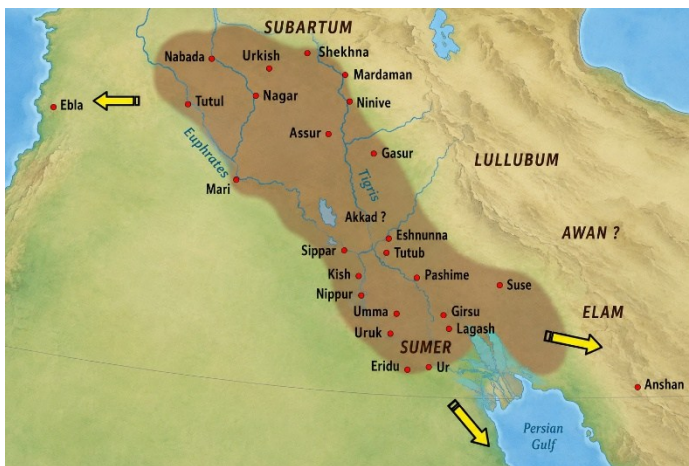 SUBARTUM
Nabada
Urkish
Shekhna
Mardaman
Ebla
Tutul
Nagar
Ninive
Assur
Gasur
Euphrates
Tigris
LULLUBUM
Mari
Akkad ?
AWAN ?
Eshnunna
Sippar
Tutub
Kish
Pashime
Suse
Nippur
Umma
Girsu
ELAM
Uruk
Lagash
SUMER
Eridu
Ur
Anshan
Persian
Gulf